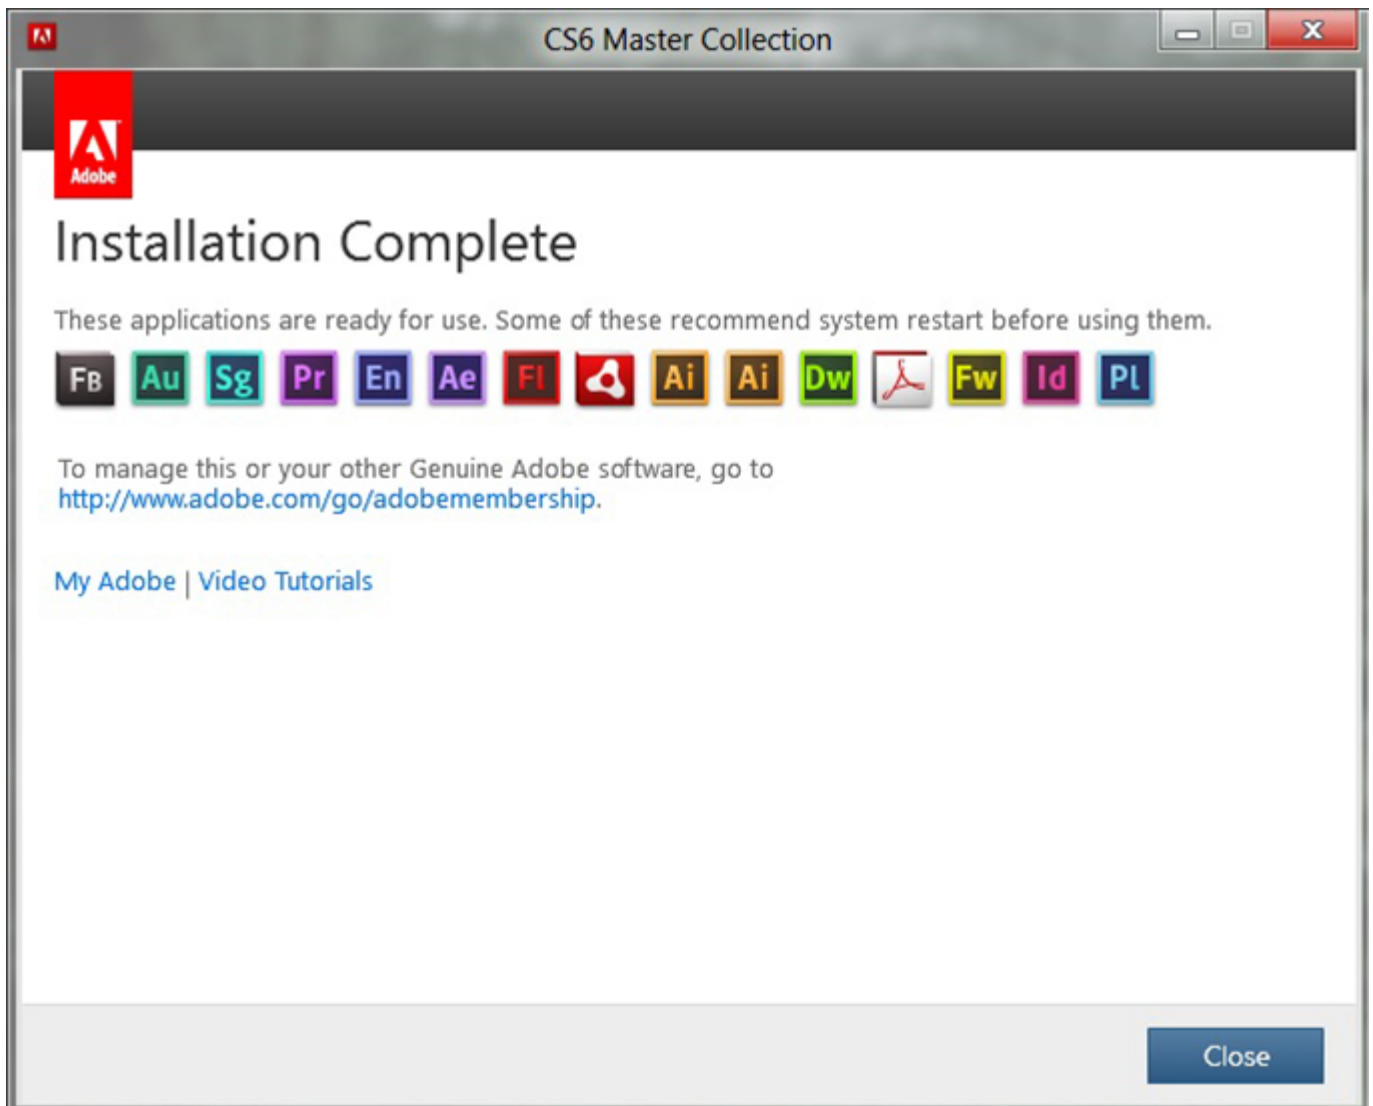 CS6 Master Collection
Adobe
Installation Complete
These applications are ready for use. Some of these recommend system restart before using them.
FB Au Sg Pr En Ae Fl Ai Ai Dw Fw Id Pl
To manage this or your other Genuine Adobe software, go to
http://www.adobe.com/go/adobemembership.
My Adobe | Video Tutorials
Close